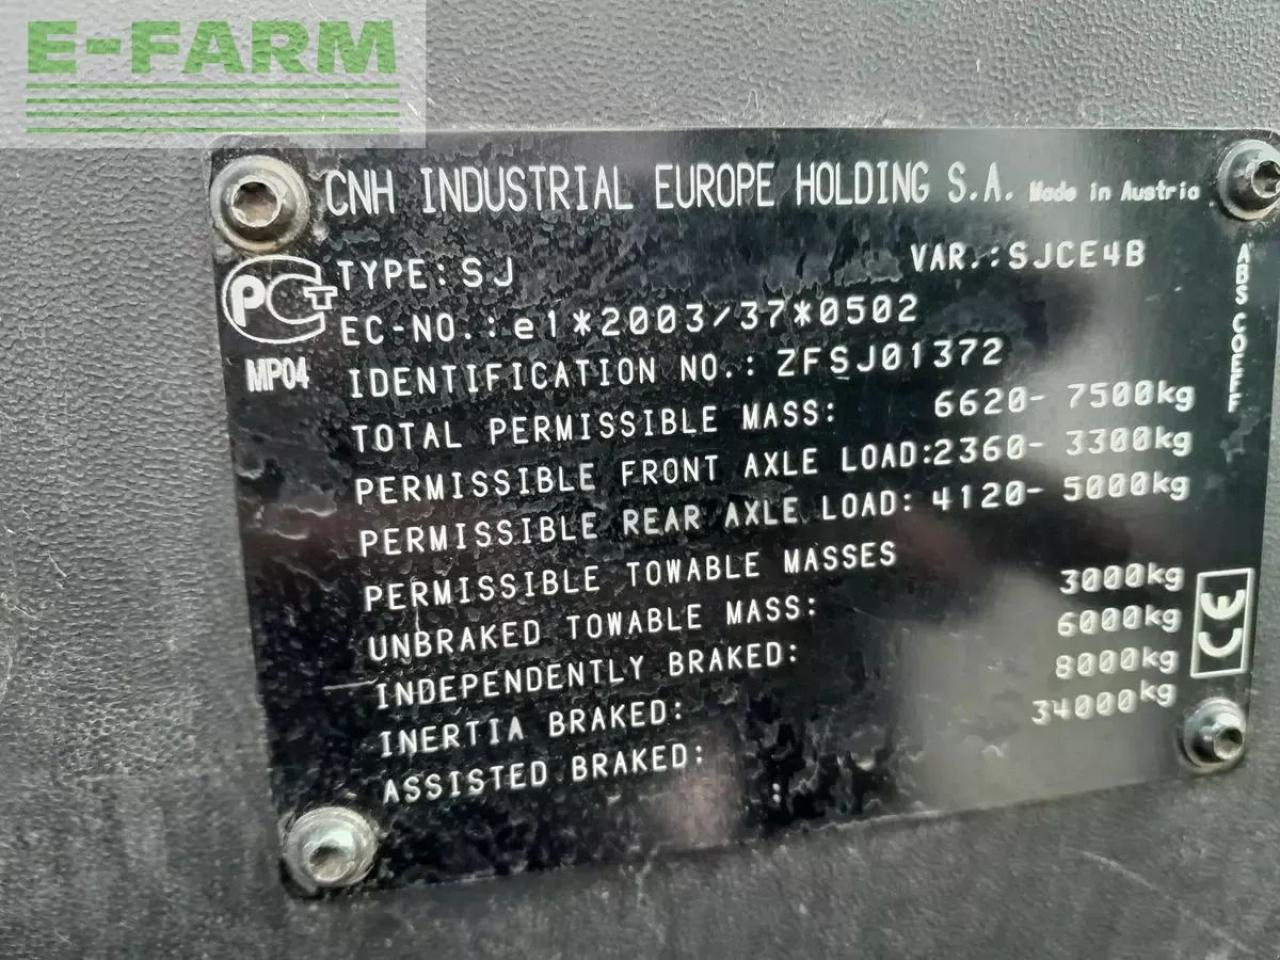 E-FARM
CNH INDUSTRIAL EUROPE HOLDING S.A. Made in Austria
TYPE: SJ VAR.: SJCE4B
EC-NO.: e1*2003/37*0502
IDENTIFICATION NO.: ZFSJ01372
TOTAL PERMISSIBLE MASS: 6620- 7500kg
PERMISSIBLE FRONT AXLE LOAD: 2360- 3300kg
PERMISSIBLE REAR AXLE LOAD: 4120- 5000kg
PERMISSIBLE TOWABLE MASSES
UNBRAKED TOWABLE MASS: 3000kg
INDEPENDENTLY BRAKED: 6000kg
INERTIA BRAKED: 8000kg
ASSISTED BRAKED: 34000kg
:
PCT
MP04
ABS COEFF
CE